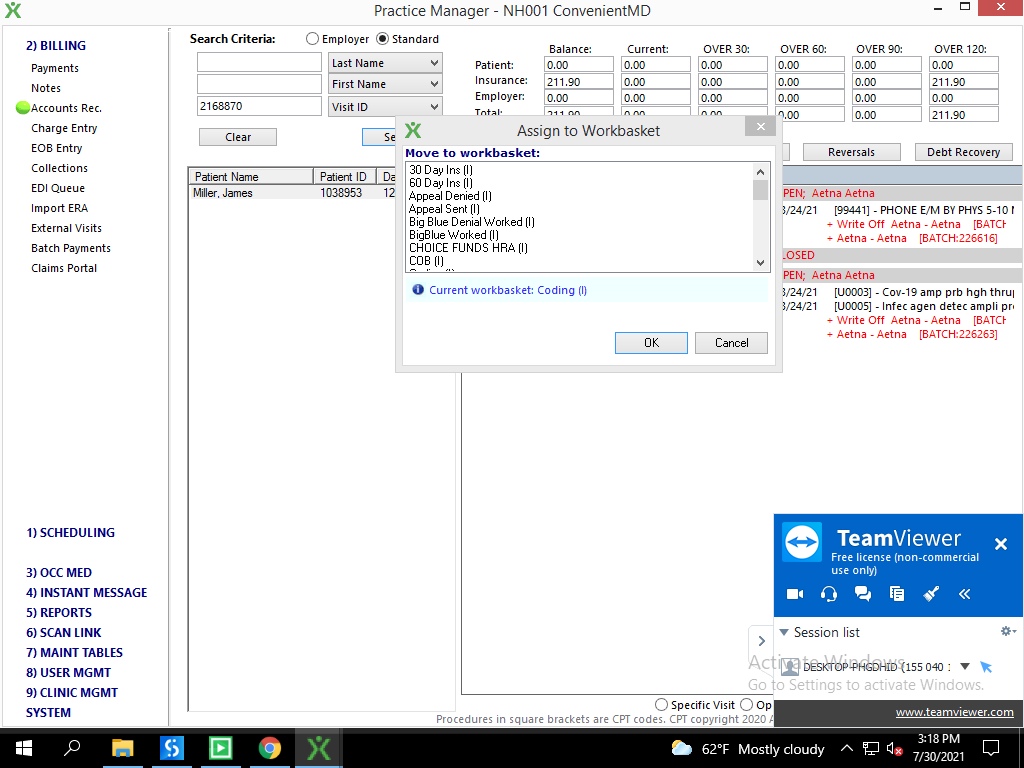 Practice Manager - NH001 ConvenientMD
2) BILLING
Payments
Notes
Accounts Rec.
Charge Entry
EOB Entry
Collections
EDI Queue
Import ERA
External Visits
Batch Payments
Claims Portal
1) SCHEDULING
3) OCC MED
4) INSTANT MESSAGE
5) REPORTS
6) SCAN LINK
7) MAINT TABLES
8) USER MGMT
9) CLINIC MGMT
SYSTEM
Search Criteria: Employer Standard
Last Name
First Name
2168870 Visit ID
Clear Se
Balance: Current: OVER 30: OVER 60: OVER 90: OVER 120:
Patient: 0.00 0.00 0.00 0.00 0.00 0.00
Insurance: 211.90 0.00 0.00 0.00 0.00 211.90
Employer: 0.00 0.00 0.00 0.00 0.00 0.00
Total: 211.90 0.00 0.00 0.00 0.00 211.90
Reversals Debt Recovery
Patient Name Patient ID Da
Miller, James 1038953 12
Assign to Workbasket
Move to workbasket:
30 Day Ins (I)
60 Day Ins (I)
Appeal Denied (I)
Appeal Sent (I)
Big Blue Denial Worked (I)
BigBlue Worked (I)
CHOICE FUNDS HRA (I)
COB (I)
Coding (I)
Current workbasket: Coding (I)
OK Cancel
PEN; Aetna Aetna
3/24/21 [99441] - PHONE E/M BY PHYS 5-10 M
+ Write Off Aetna - Aetna [BATCH
+ Aetna - Aetna [BATCH:226616]
LOSED
PEN; Aetna Aetna
3/24/21 [U0003] - Cov-19 amp prb hgh thrup
3/24/21 [U0005] - Infec agen detec ampli pro
+ Write Off Aetna - Aetna [BATCH
+ Aetna - Aetna [BATCH:226263]
TeamViewer
Free license (non-commercial
use only)
Session list
DESKTOP-PHGDH1D (155 040 :
Activate Windows
Go to Settings to activate Windows.
www.teamviewer.com
Specific Visit Op
Procedures in square brackets are CPT codes. CPT copyright 2020 A
62°F Mostly cloudy
3:18 PM
7/30/2021